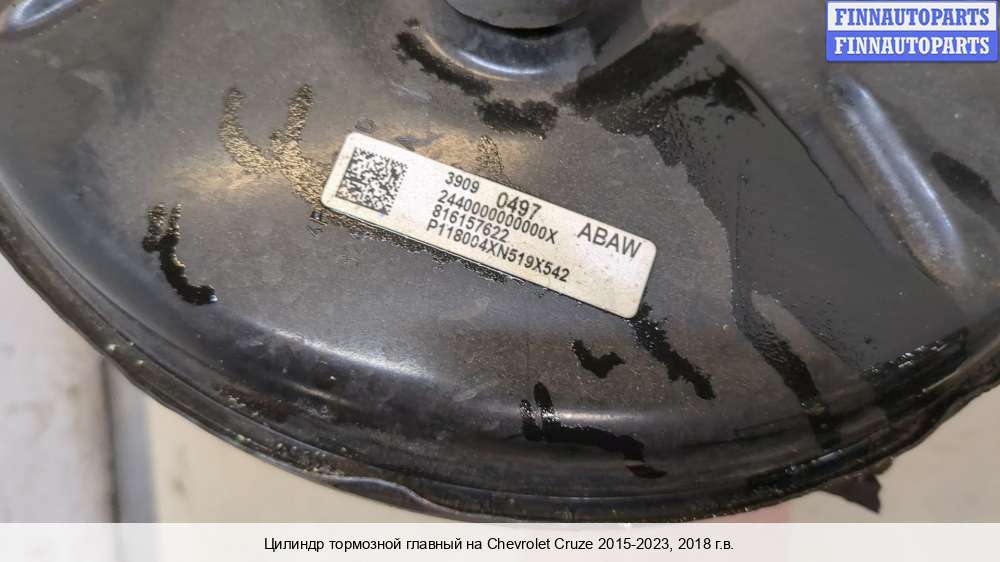 FINNAUTOPARTS
FINNAUTOPARTS
3909 0497 ABAW
2440000000000X
816157622
P118004XN519X542
Цилиндр тормозной главный на Chevrolet Cruze 2015-2023, 2018 г.в.